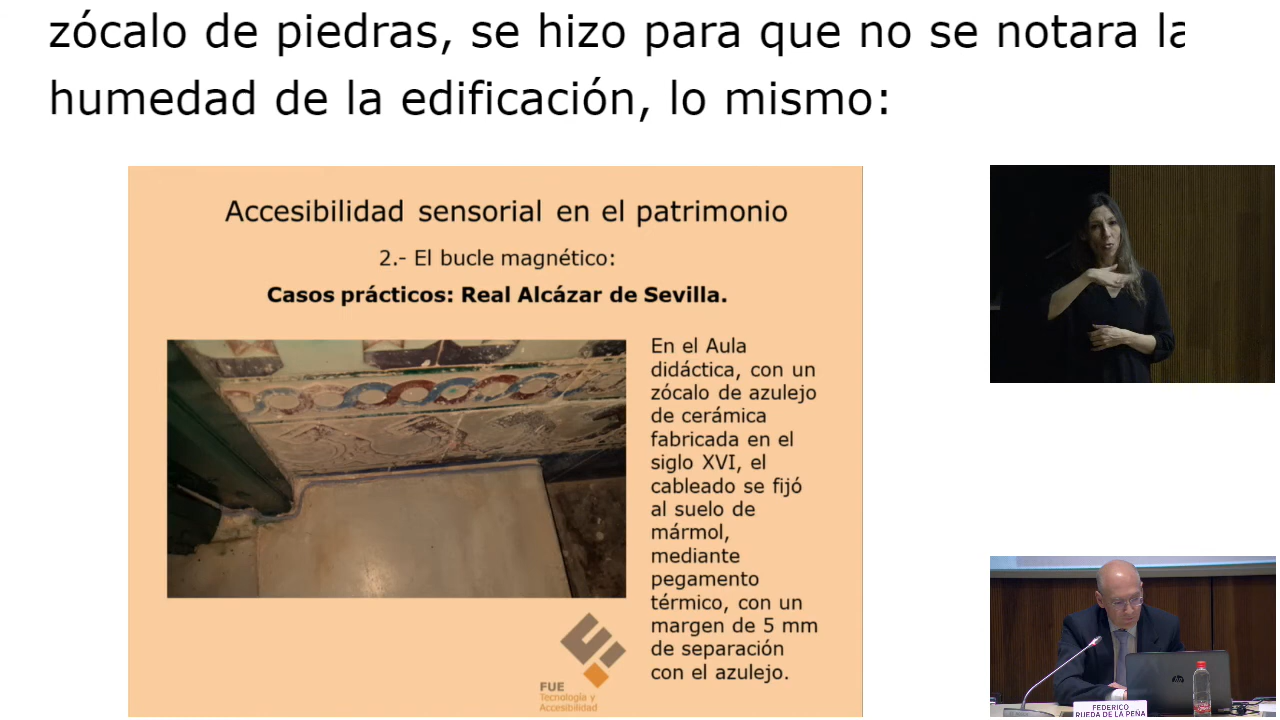 zócalo de piedras, se hizo para que no se notara la
humedad de la edificación, lo mismo:
Accesibilidad sensorial en el patrimonio
2.- El bucle magnético:
Casos prácticos: Real Alcázar de Sevilla.
En el Aula
didáctica, con un
zócalo de azulejo
de cerámica
fabricada en el
siglo XVI, el
cableado se fijó
al suelo de
mármol,
mediante
pegamento
térmico, con un
margen de 5 mm
de separación
con el azulejo.
FUE
Tecnología y
Accesibilidad
FEDERICO
RUEDA DE LA PEÑA